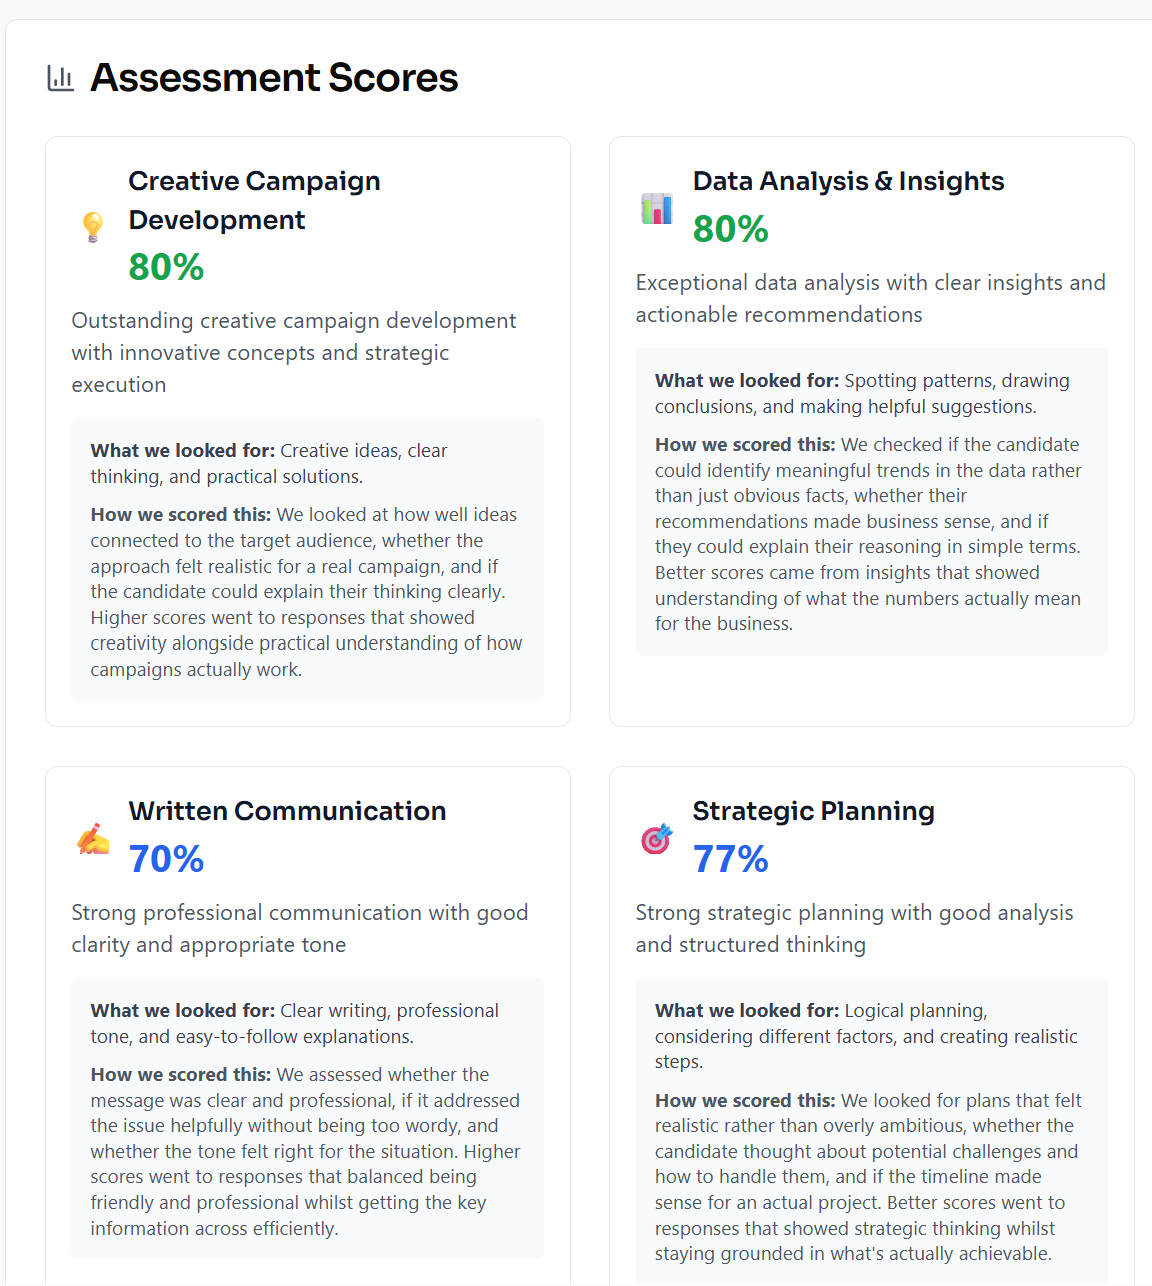 Assessment Scores
Creative Campaign
Development
80%
Outstanding creative campaign development
with innovative concepts and strategic
execution
What we looked for: Creative ideas, clear
thinking, and practical solutions.
How we scored this: We looked at how well ideas
connected to the target audience, whether the
approach felt realistic for a real campaign, and if
the candidate could explain their thinking clearly.
Higher scores went to responses that showed
creativity alongside practical understanding of how
campaigns actually work.
Data Analysis & Insights
80%
Exceptional data analysis with clear insights and
actionable recommendations
What we looked for: Spotting patterns, drawing
conclusions, and making helpful suggestions.
How we scored this: We checked if the candidate
could identify meaningful trends in the data rather
than just obvious facts, whether their
recommendations made business sense, and if
they could explain their reasoning in simple terms.
Better scores came from insights that showed
understanding of what the numbers actually mean
for the business.
Written Communication
70%
Strong professional communication with good
clarity and appropriate tone
What we looked for: Clear writing, professional
tone, and easy-to-follow explanations.
How we scored this: We assessed whether the
message was clear and professional, if it addressed
the issue helpfully without being too wordy, and
whether the tone felt right for the situation. Higher
scores went to responses that balanced being
friendly and professional whilst getting the key
information across efficiently.
Strategic Planning
77%
Strong strategic planning with good analysis
and structured thinking
What we looked for: Logical planning,
considering different factors, and creating realistic
steps.
How we scored this: We looked for plans that felt
realistic rather than overly ambitious, whether the
candidate thought about potential challenges and
how to handle them, and if the timeline made
sense for an actual project. Better scores went to
responses that showed strategic thinking whilst
staying grounded in what's actually achievable.